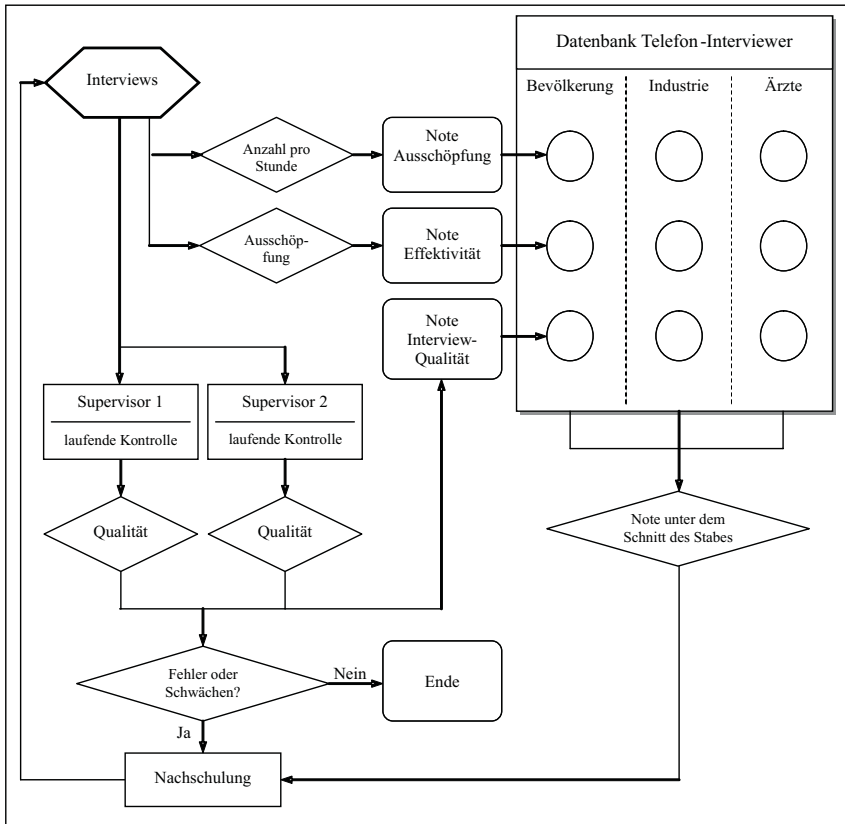 Datenbank Telefon-Interviewer
Bevölkerung
Industrie
Ärzte
Interviews
Anzahl pro
Stunde
Note
Ausschöpfung
Ausschöp-
fung
Note
Effektivität
Note
Interview-
Qualität
Supervisor 1
laufende Kontrolle
Supervisor 2
laufende Kontrolle
Qualität
Qualität
Note unter dem
Schnitt des Stabes
Fehler oder
Schwächen?
Nein
Ende
Ja
Nachschulung